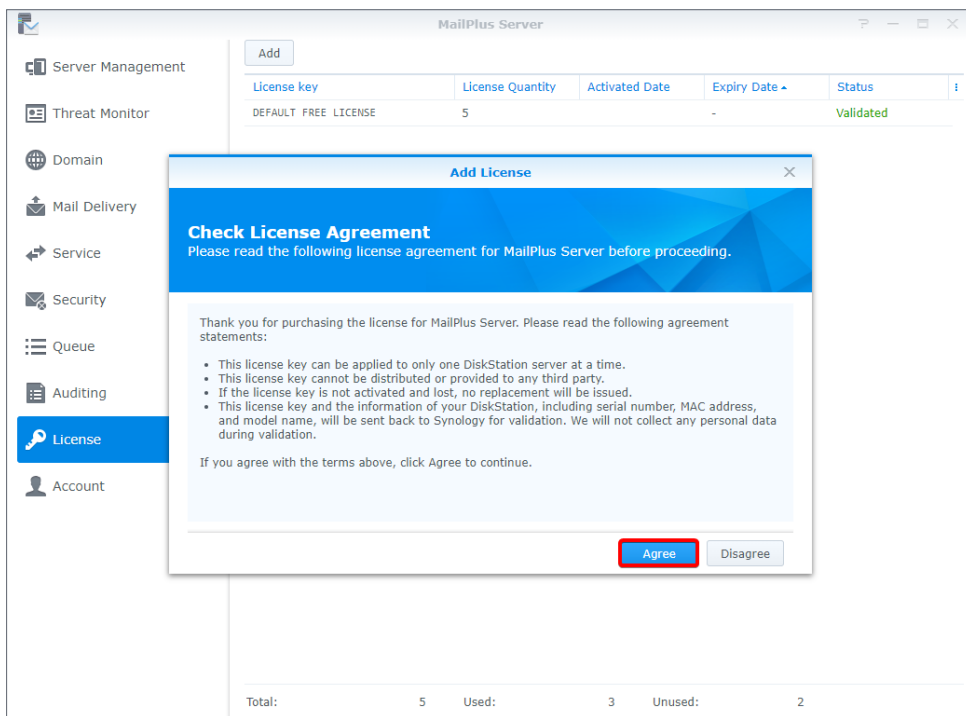 MailPlus Server
Server Management
Threat Monitor
Domain
Mail Delivery
Service
Security
Queue
Auditing
License
Account
Add
License key License Quantity Activated Date Expiry Date Status
DEFAULT FREE LICENSE 5 - Validated
Add License
Check License Agreement
Please read the following license agreement for MailPlus Server before proceeding.
Thank you for purchasing the license for MailPlus Server. Please read the following agreement
statements:
• This license key can be applied to only one DiskStation server at a time.
• This license key cannot be distributed or provided to any third party.
• If the license key is not activated and lost, no replacement will be issued.
• This license key and the information of your DiskStation, including serial number, MAC address,
and model name, will be sent back to Synology for validation. We will not collect any personal data
during validation.
If you agree with the terms above, click Agree to continue.
Agree Disagree
Total: 5 Used: 3 Unused: 2